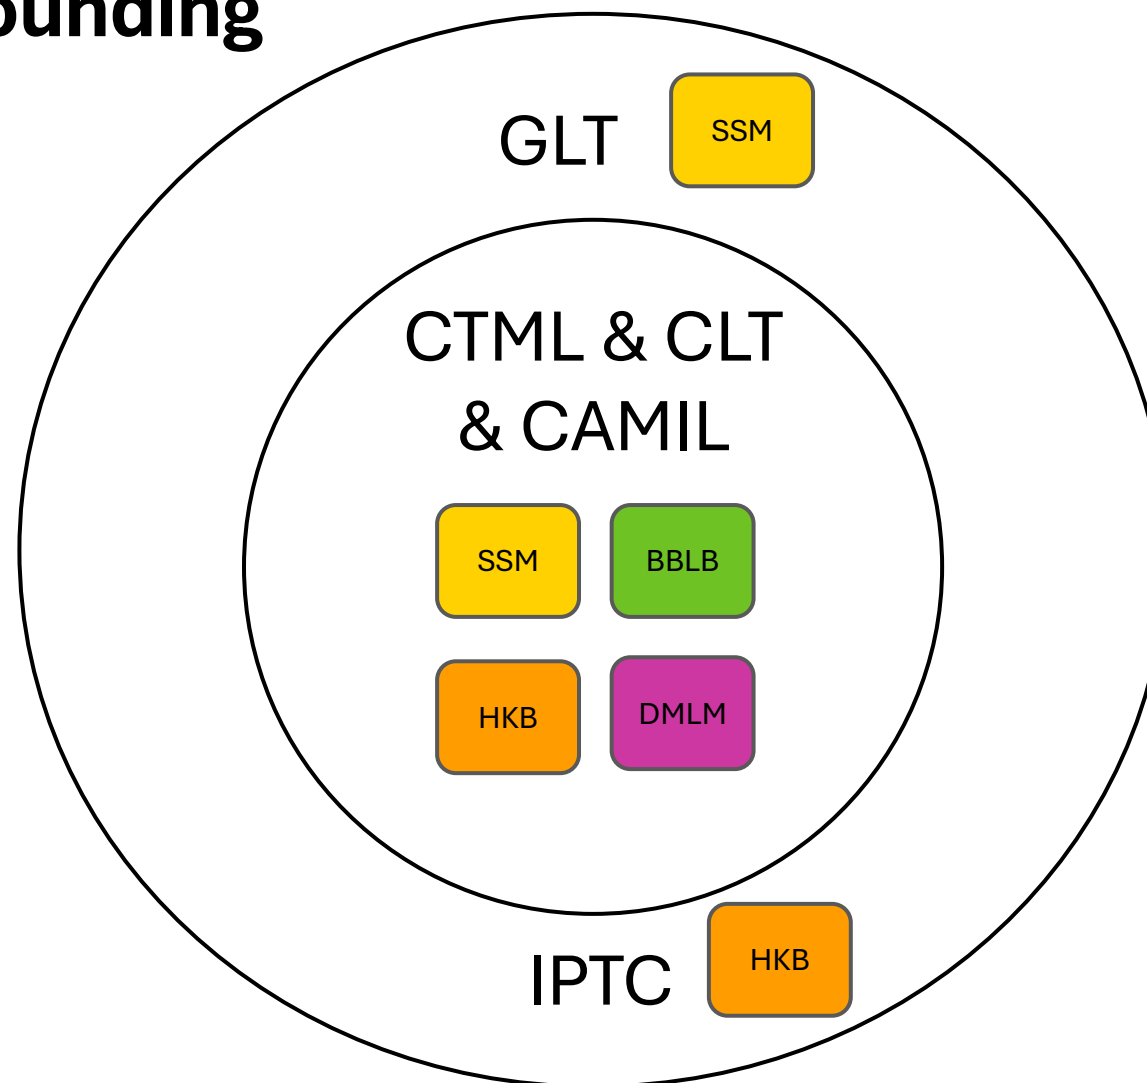 ounding
GLT
SSM
CTML & CLT
& CAMIL
SSM
BBLB
HKB
DMLM
IPTC
HKB